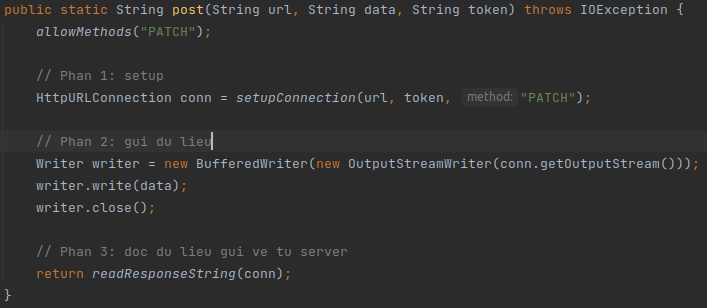 public static String post(String url, String data, String token) throws IOException {
allowMethods("PATCH");
// Phan 1: setup
HttpURLConnection conn = setupConnection(url, token, method: "PATCH");
// Phan 2: gui du lieu
Writer writer = new BufferedWriter(new OutputStreamWriter(conn.getOutputStream()));
writer.write(data);
writer.close();
// Phan 3: doc du lieu gui ve tu server
return readResponseString(conn);
}